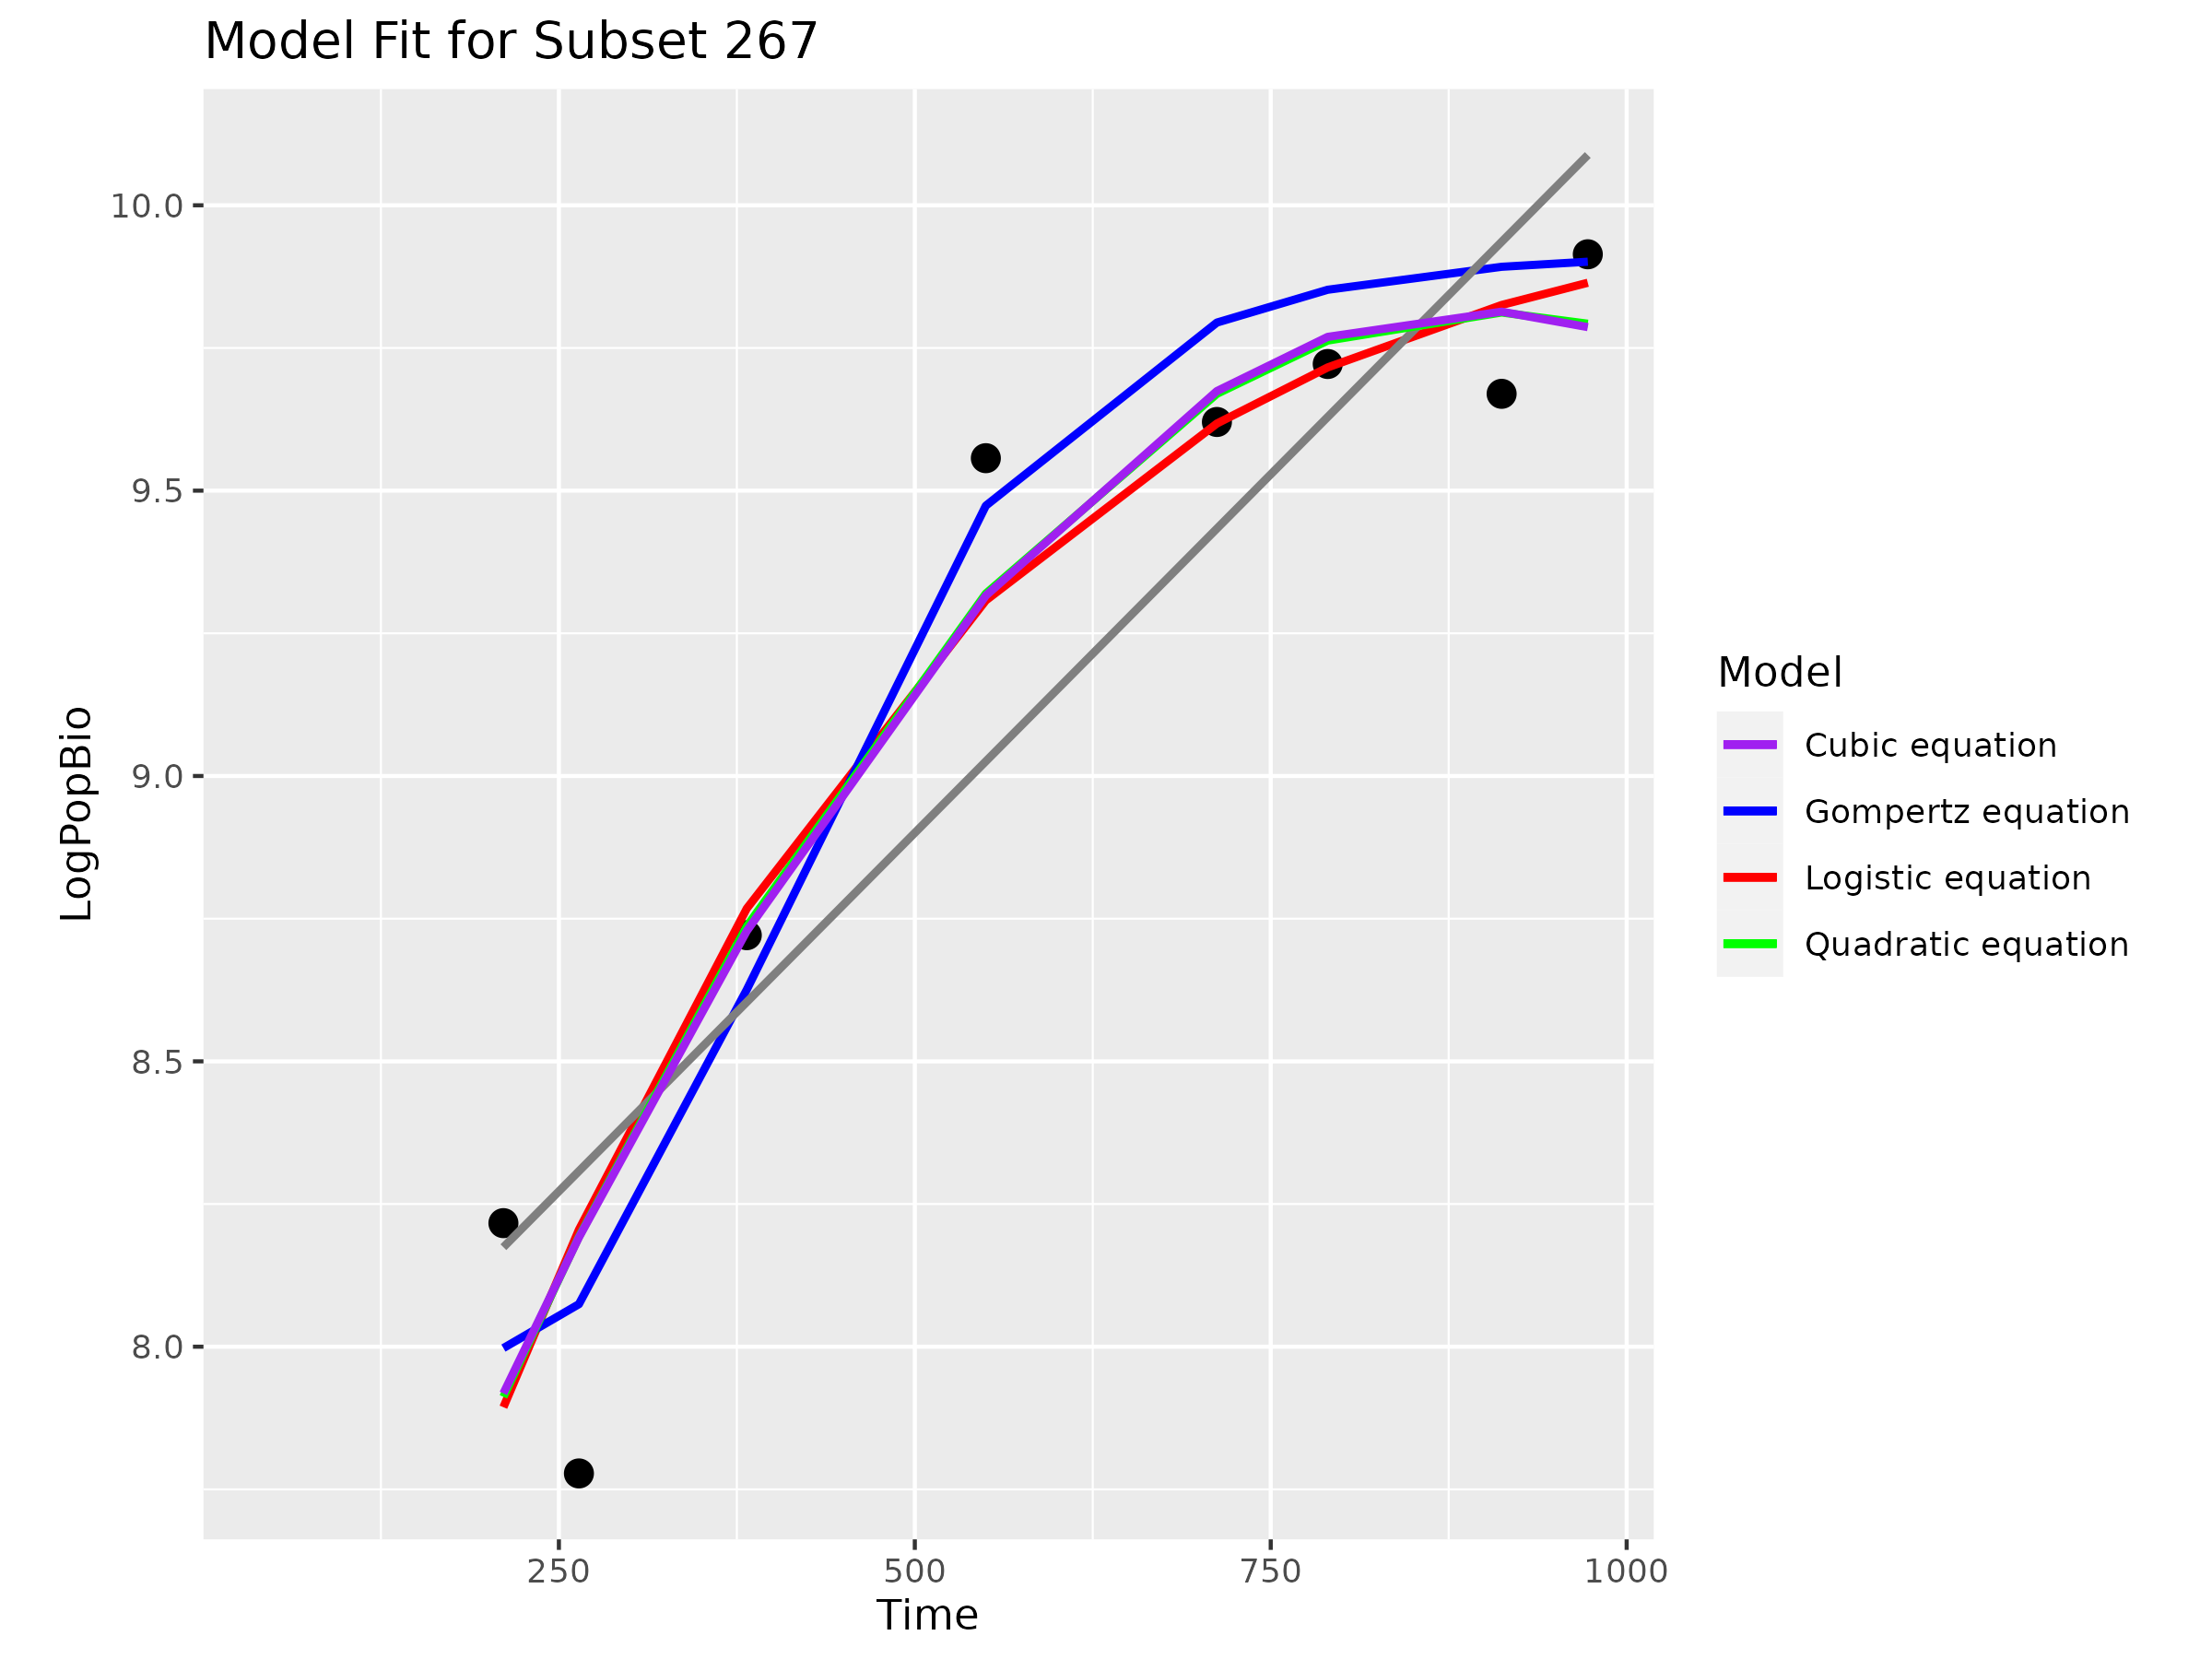 Model Fit for Subset 267
10.0
9.5
9.0
8.5
8.0
LogPopBio
250 500 750 1000
Time
Model
Cubic equation
Gompertz equation
Logistic equation
Quadratic equation